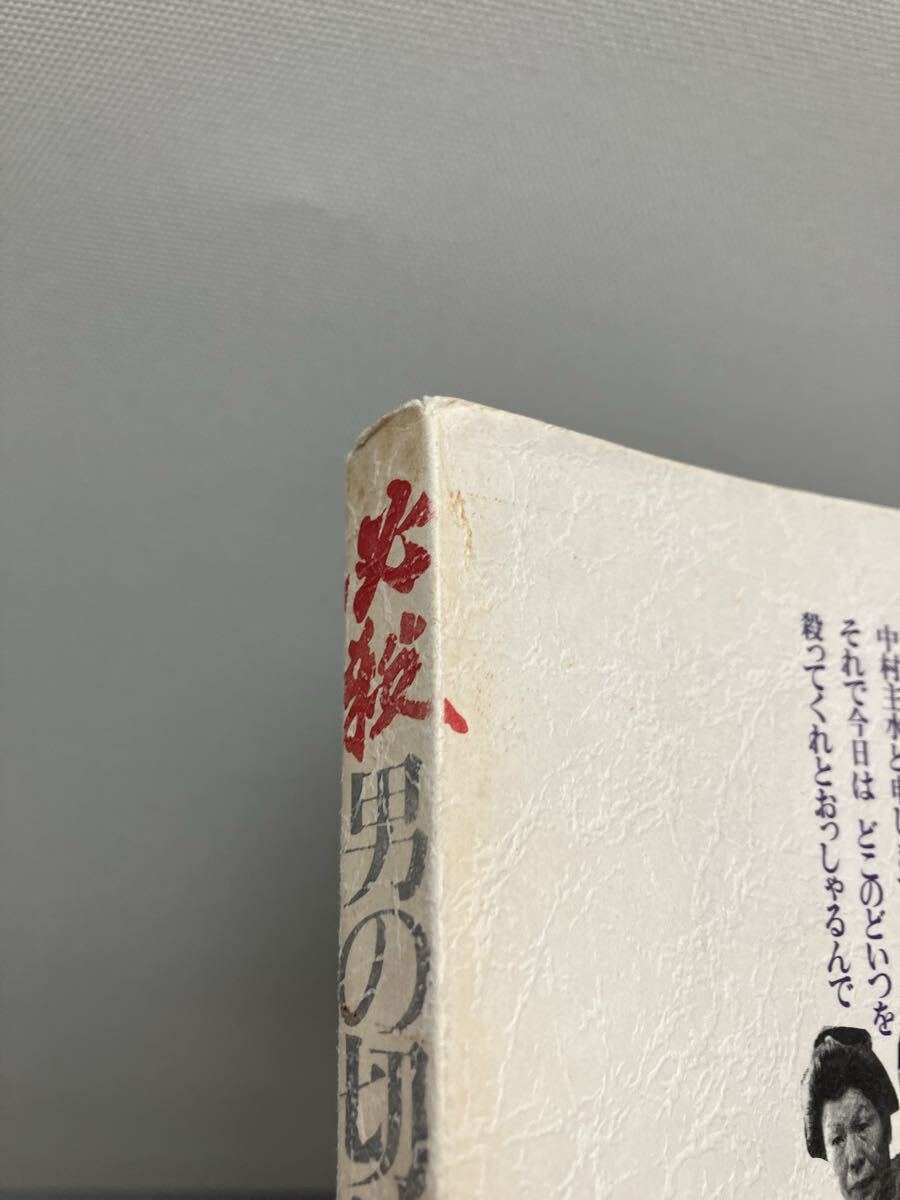 必殺
男の切
中村主水と申し
それで今日は どこのどいつを
殺ってくれとおっしゃるんで